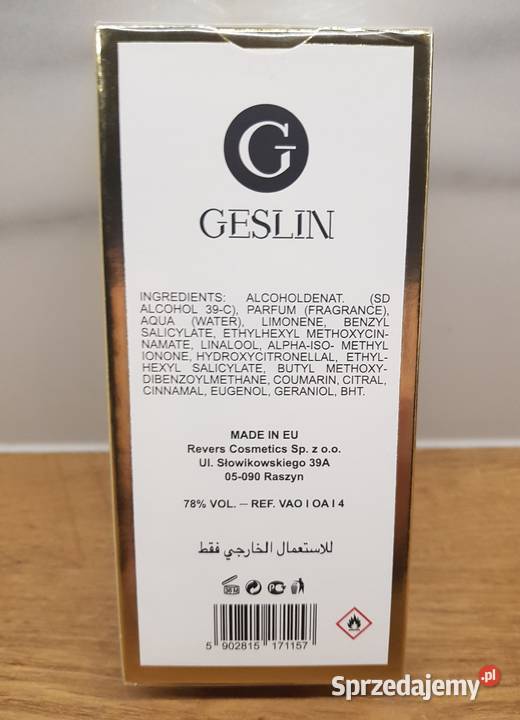 G
GESLIN
INGREDIENTS: ALCOHOLDENAT. (SD
ALCOHOL 39-C), PARFUM (FRAGRANCE),
AQUA (WATER), LIMONENE, BENZYL
SALICYLATE, ETHYLHEXYL METHOXYCIN-
NAMATE, LINALOOL, ALPHA-ISO- METHYL
IONONE, HYDROXYCITRONELLAL, ETHYL-
HEXYL SALICYLATE, BUTYL METHOXY-
DIBENZOYLMETHANE, COUMARIN, CITRAL,
CINNAMAL, EUGENOL, GERANIOL, BHT.
MADE IN EU
Revers Cosmetics Sp. z o.o.
Ul. Słowikowskiego 39A
05-090 Raszyn
78% VOL. – REF. VAO I OA I 4
للاستعمال الخارجي فقط
5 902815 171157
Sprzedajemy.pl